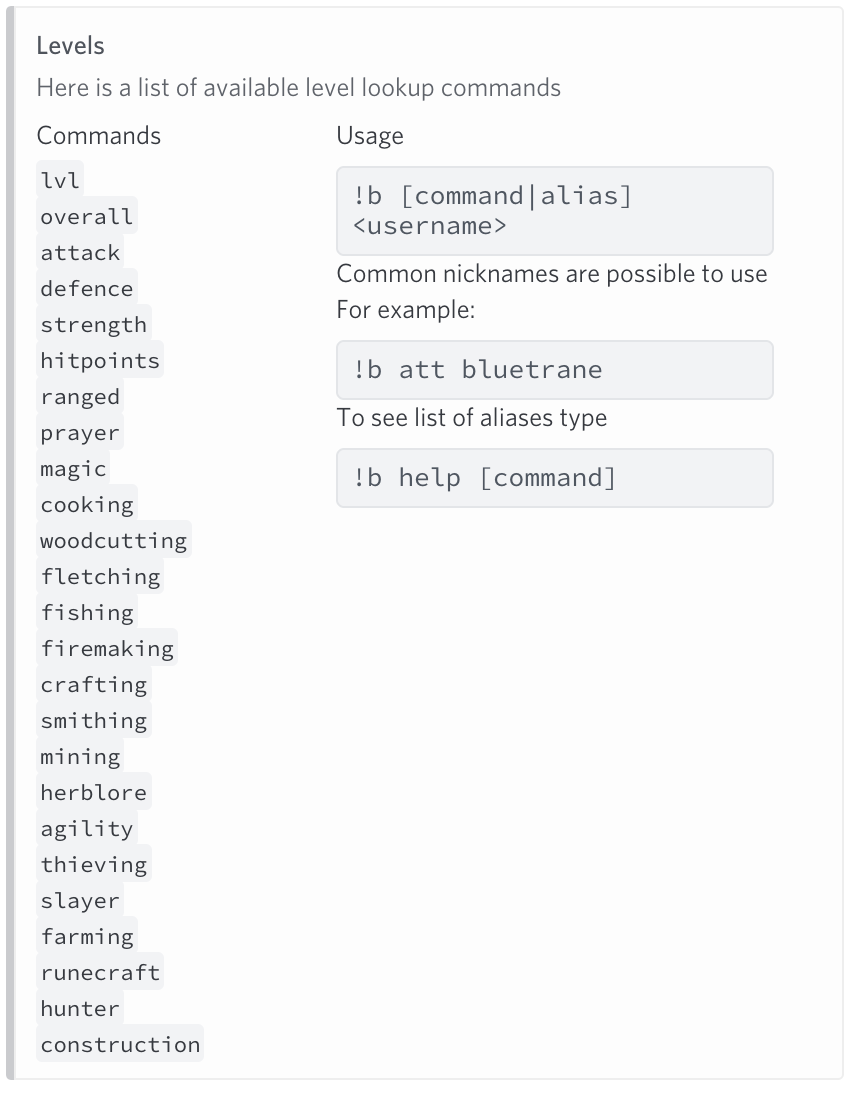 Levels
Here is a list of available level lookup commands
Commands
lvl
overall
attack
defence
strength
hitpoints
ranged
prayer
magic
cooking
woodcutting
fletching
fishing
firemaking
crafting
smithing
mining
herblore
agility
thieving
slayer
farming
runecraft
hunter
construction
Usage
!b [command|alias]
<username>
Common nicknames are possible to use
For example:
!b att bluetrane
To see list of aliases type
!b help [command]